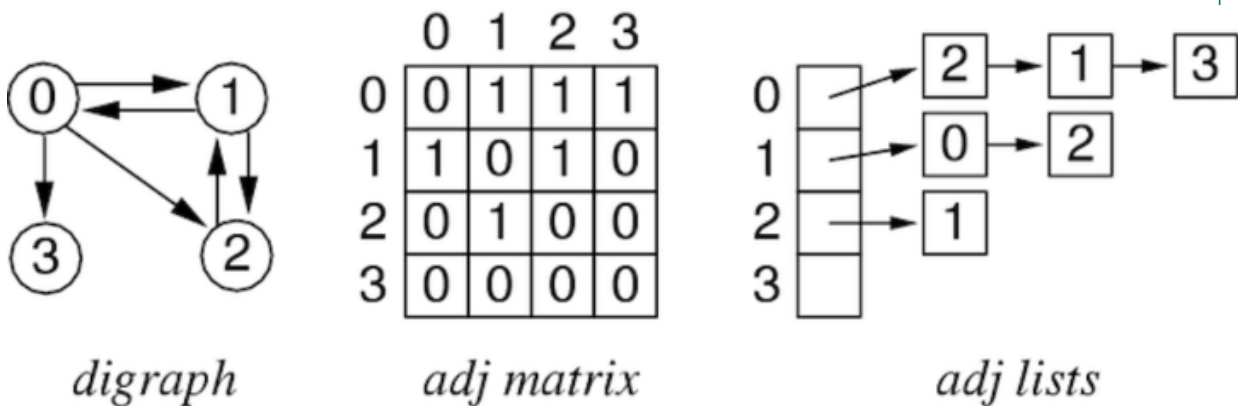 0 1
3 2
digraph
0 1 2 3
0 0 1 1 1
1 1 0 1 0
2 0 1 0 0
3 0 0 0 0
adj matrix
0 2 1 3
1 0 2
2 1
3
adj lists